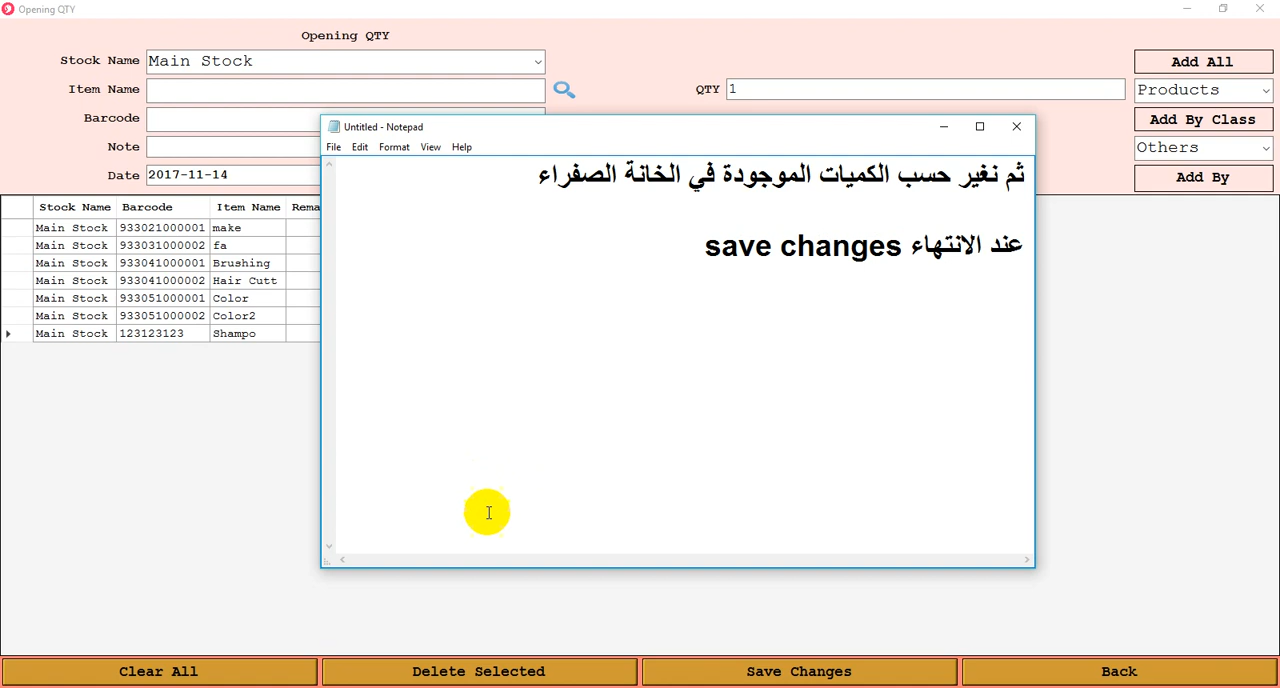 Opening QTY
Opening QTY
Stock Name Main Stock
Add All
Item Name
QTY 1
Products
Barcode
Add By Class
Note
Others
Date 2017-11-14
Add By
Untitled - Notepad
File Edit Format View Help
ثم نغير حسب الكميات الموجودة في الخانة الصفراء
عند الانتهاء save changes
Stock Name Barcode Item Name Rema
Main Stock 933021000001 make
Main Stock 933031000002 fa
Main Stock 933041000001 Brushing
Main Stock 933041000002 Hair Cutt
Main Stock 933051000001 Color
Main Stock 933051000002 Color2
Main Stock 123123123 Shampo
Clear All Delete Selected Save Changes Back